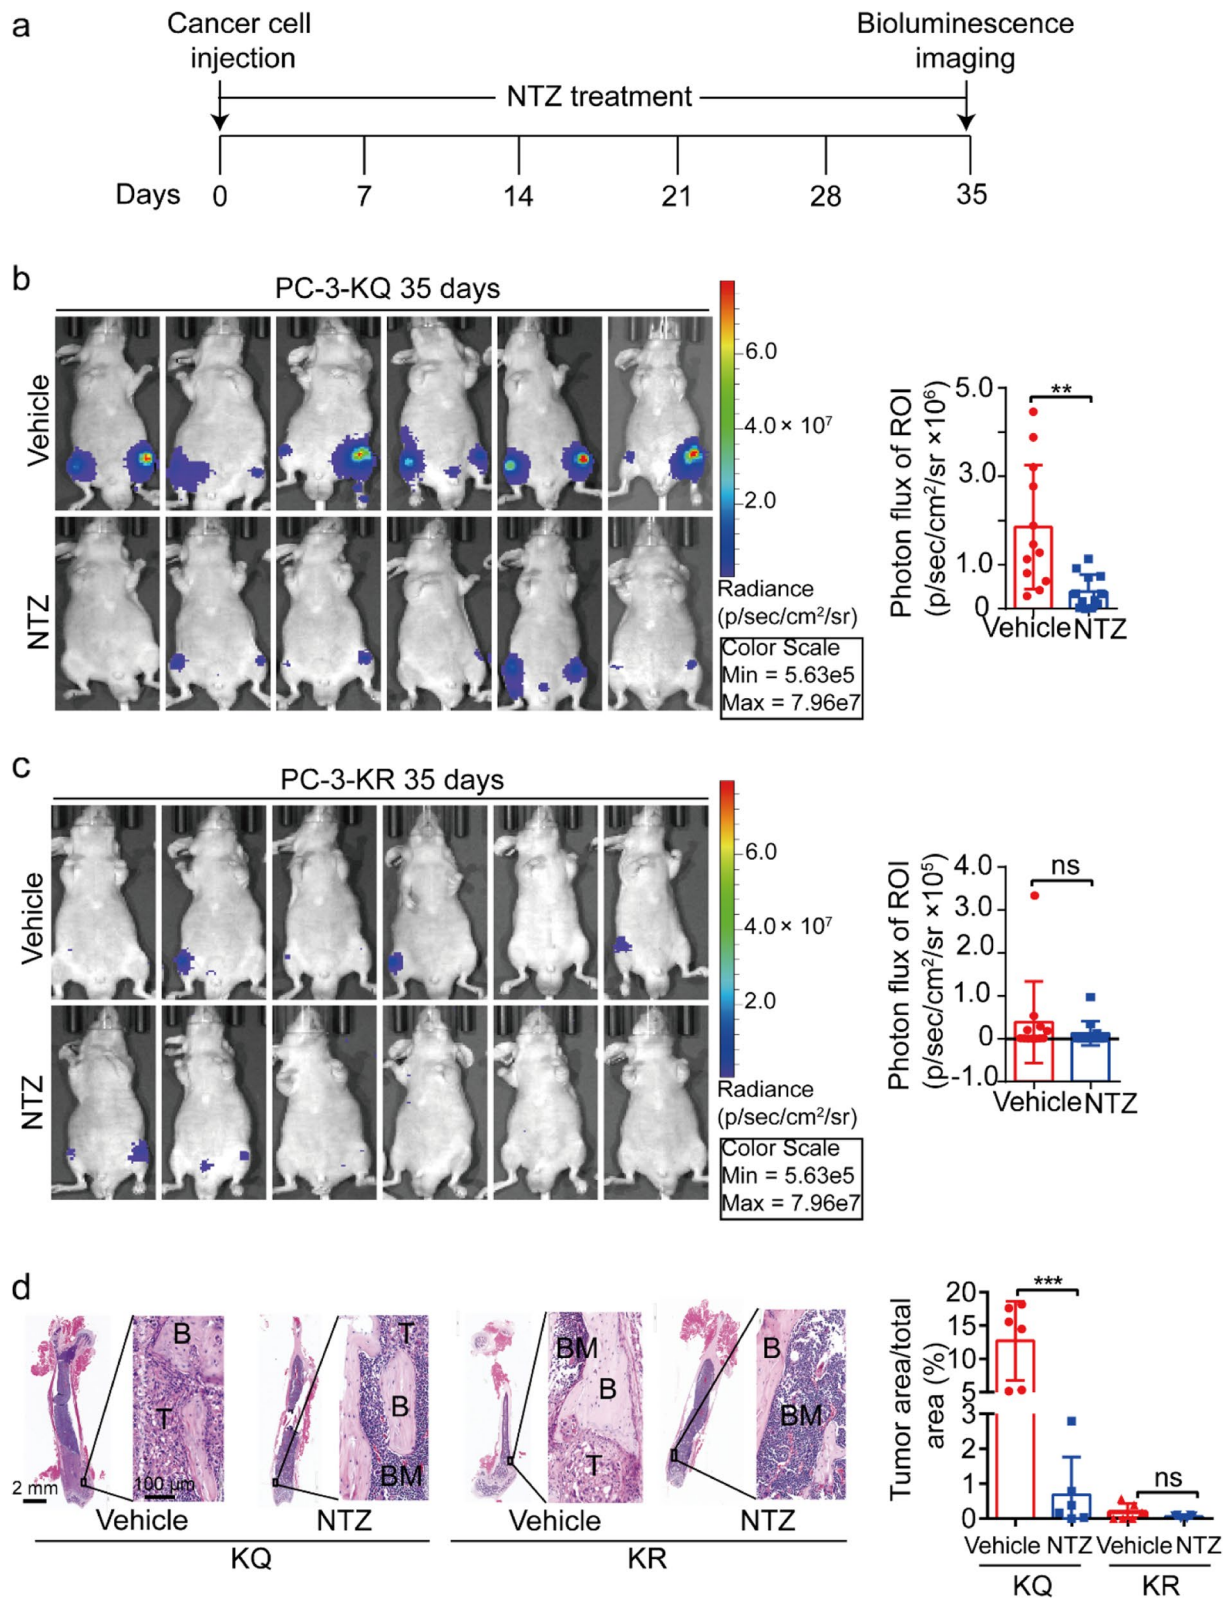 a
Cancer cell
injection
Bioluminescence
imaging
NTZ treatment
Days 0 7 14 21 28 35
b
PC-3-KQ 35 days
Vehicle
NTZ
6.0
4.0 × 10⁷
2.0
Radiance
(p/sec/cm²/sr)
Color Scale
Min = 5.63e5
Max = 7.96e7
Photon flux of ROI
(p/sec/cm²/sr ×10⁶)
5.0
3.0
1.0
0
**
Vehicle NTZ
c
PC-3-KR 35 days
Vehicle
NTZ
6.0
4.0 × 10⁷
2.0
Radiance
(p/sec/cm²/sr)
Color Scale
Min = 5.63e5
Max = 7.96e7
Photon flux of ROI
(p/sec/cm²/sr ×10⁵)
4.0
3.0
2.0
1.0
0
-1.0
ns
Vehicle NTZ
d
B
T
T
B
BM
BM
B
T
B
BM
2 mm
100 µm
Vehicle NTZ Vehicle NTZ
KQ KR
Tumor area/total
area (%)
20
15
10
5
3
2
1
0
***
ns
Vehicle NTZ Vehicle NTZ
KQ KR